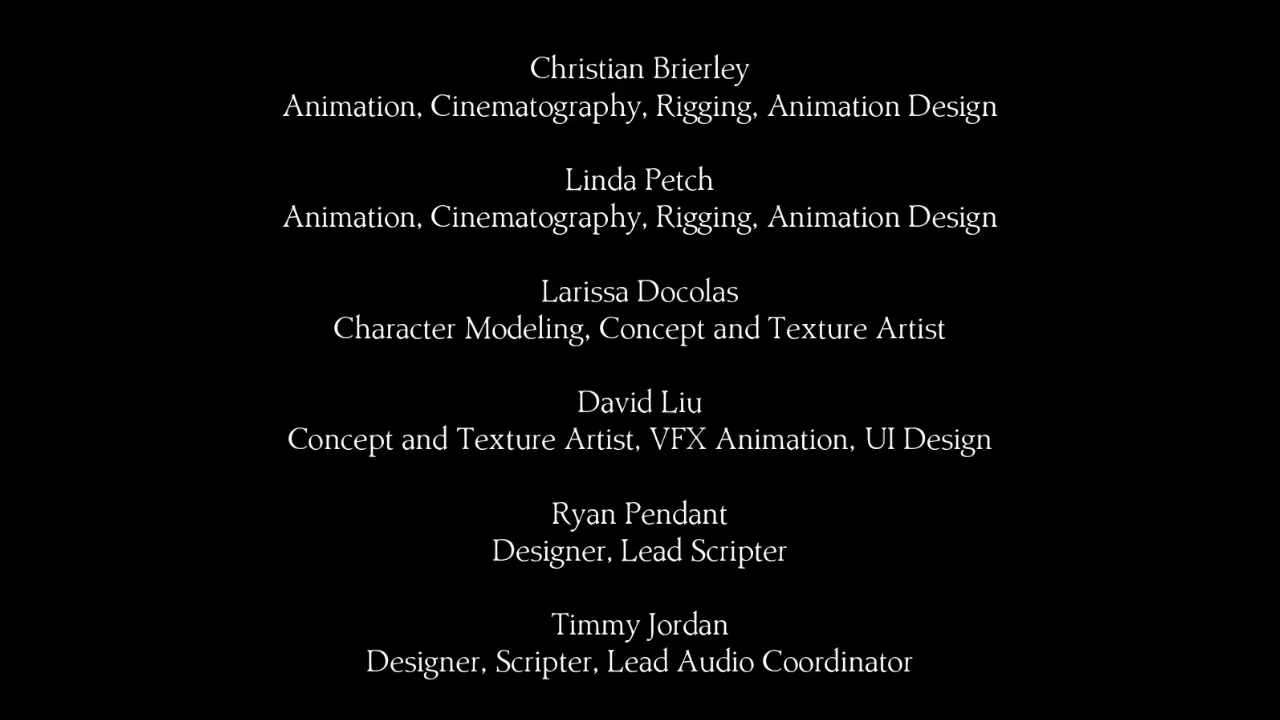 Christian Brierley
Animation, Cinematography, Rigging, Animation Design
Linda Petch
Animation, Cinematography, Rigging, Animation Design
Larissa Docolas
Character Modeling, Concept and Texture Artist
David Liu
Concept and Texture Artist, VFX Animation, UI Design
Ryan Pendant
Designer, Lead Scripter
Timmy Jordan
Designer, Scripter, Lead Audio Coordinator